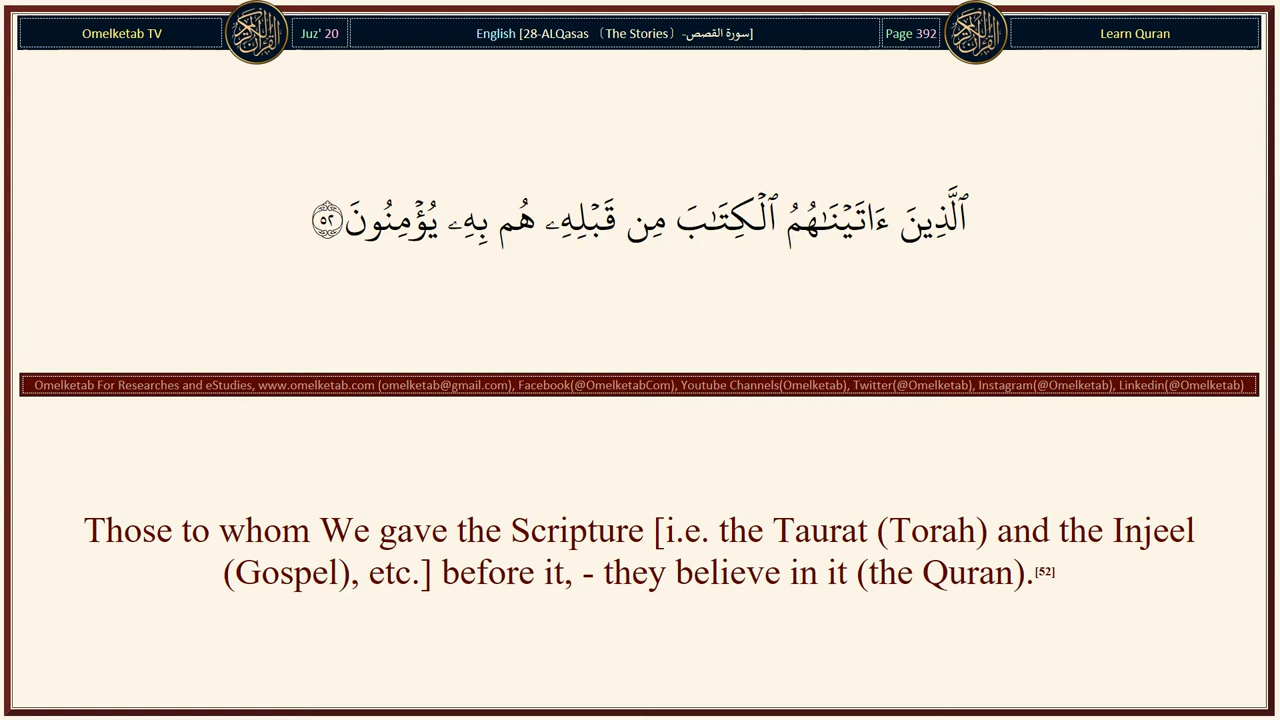 Omelketab TV
Juz' 20
English [28-ALQasas （The Stories） -سورة القصص]
Page 392
Learn Quran
ٱلَّذِينَ ءَاتَيۡنَٰهُمُ ٱلۡكِتَٰبَ مِن قَبۡلِهِۦ هُم بِهِۦ يُؤۡمِنُونَ ٥٢
Omelketab For Researches and eStudies, www.omelketab.com (omelketab@gmail.com), Facebook(@OmelketabCom), Youtube Channels(Omelketab), Twitter(@Omelketab), Instagram(@Omelketab), Linkedin(@Omelketab)
Those to whom We gave the Scripture [i.e. the Taurat (Torah) and the Injeel
(Gospel), etc.] before it, - they believe in it (the Quran).[52]